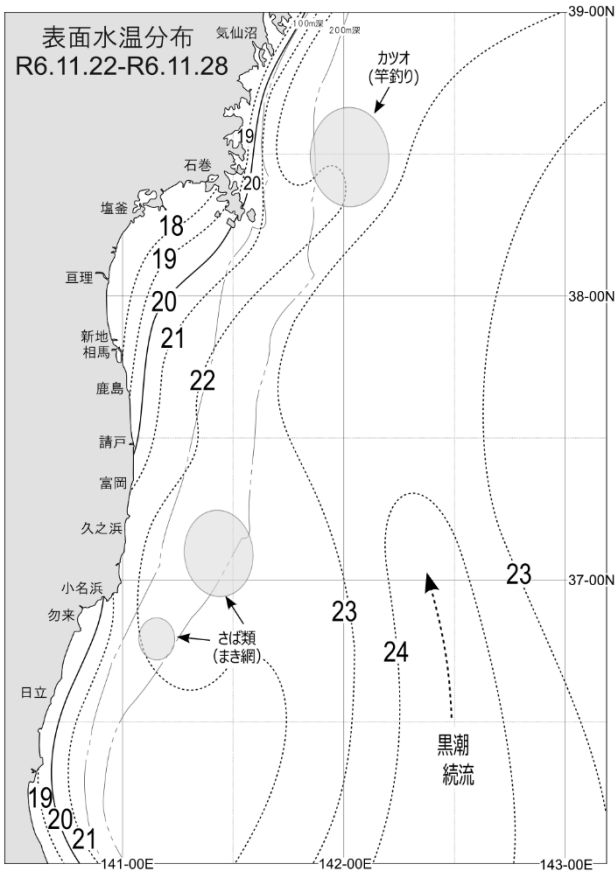 表面水温分布
R6.11.22-R6.11.28
気仙沼
100m深
200m深
39-00N
カツオ
(竿釣り)
19
石巻
20
塩釜
18
19
亘理
20
38-00N
新地
21
相馬
22
鹿島
請戸
富岡
久之浜
小名浜
37-00N
勿来
23
23
さば類
(まき網)
24
日立
黒潮
続流
19
20
21
141-00E
142-00E
143-00E